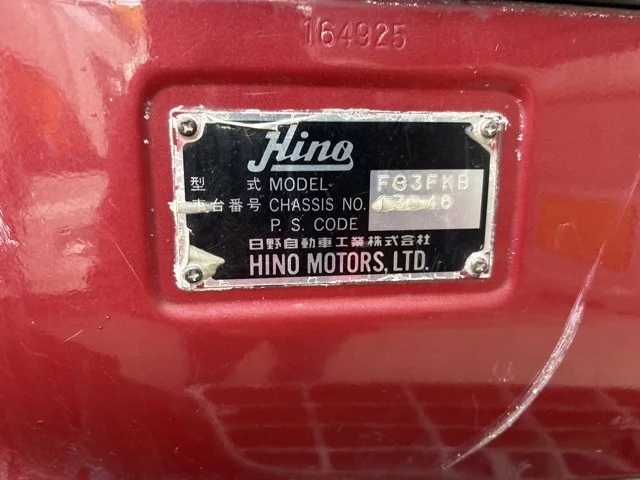 164925
Hino
型 式 MODEL FG3FKB
車台番号 CHASSIS NO.
P. S. CODE
日野自動車工業株式会社
HINO MOTORS, LTD.